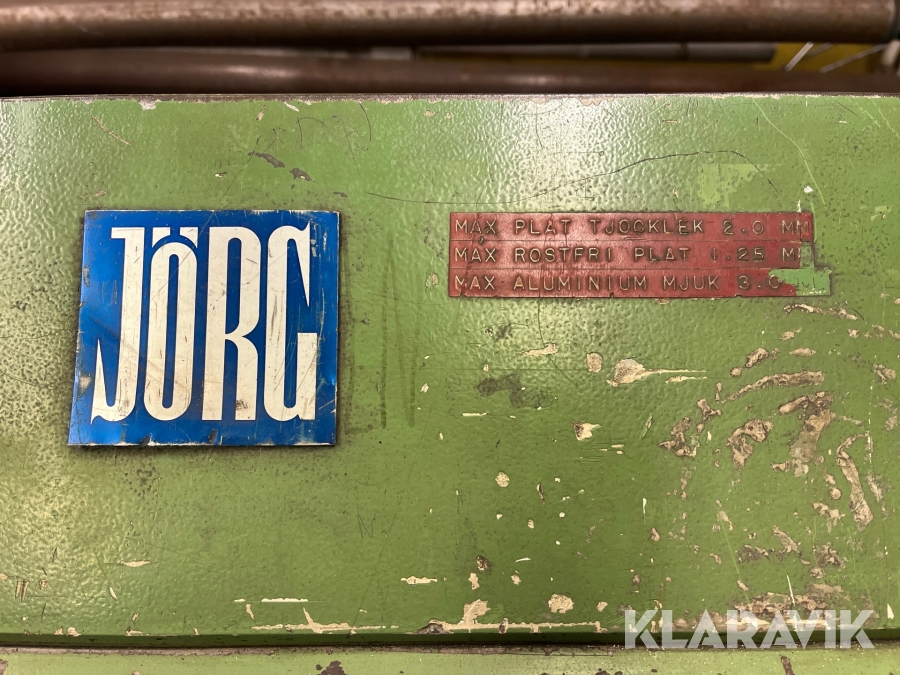 JÖRG
MAX PLÅT TJOCKLEK 2.0 MM
MAX ROSTFRI PLÅT 1.25 M
MAX ALUMINIUM MJUK 3.0
KLARAVIK